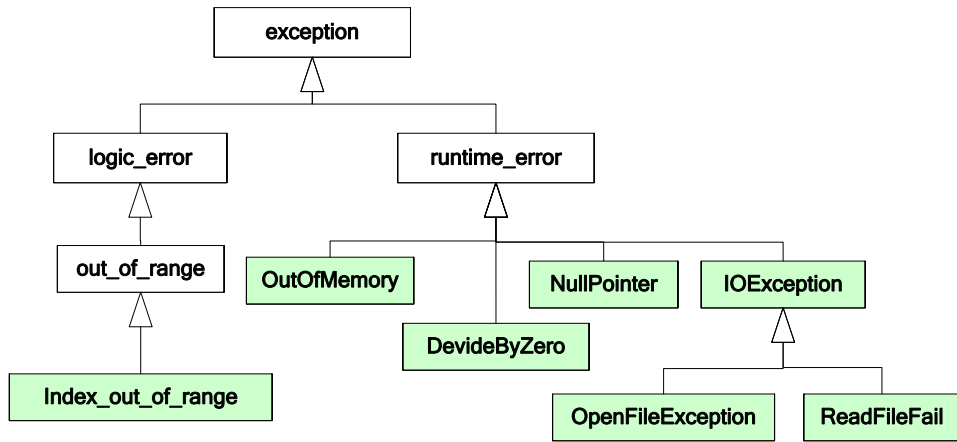 exception
logic_error
runtime_error
out_of_range
OutOfMemory
NullPointer
IOException
DevideByZero
Index_out_of_range
OpenFileException
ReadFileFail